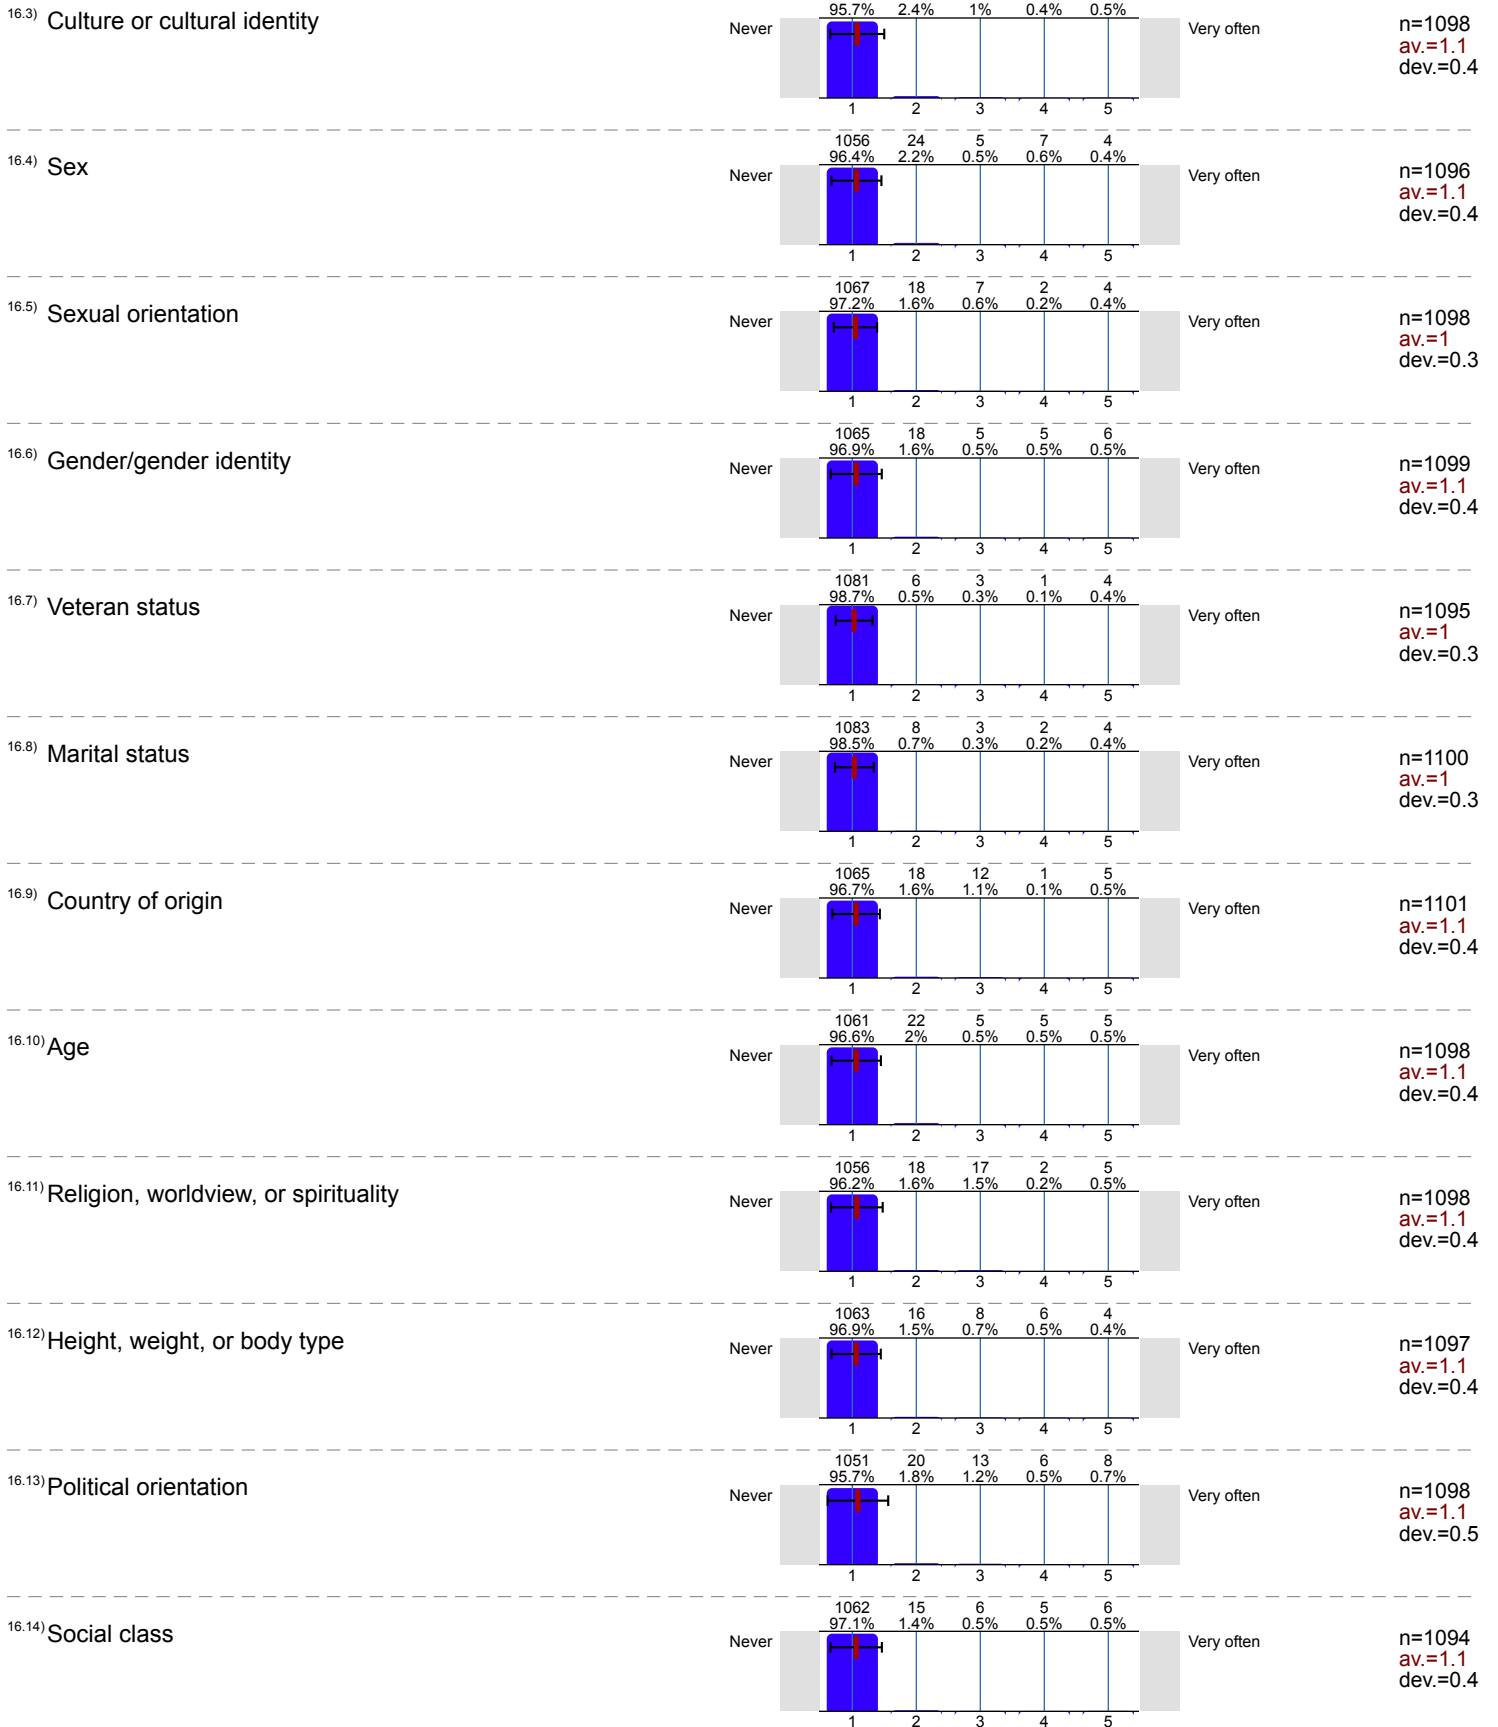 16.3) Culture or cultural identity
95.7% 2.4% 1% 0.4% 0.5%
Never Very often
n=1098
av.=1.1
dev.=0.4
1 2 3 4 5
1056 24 5 7 4
16.4) Sex
96.4% 2.2% 0.5% 0.6% 0.4%
Never Very often
n=1096
av.=1.1
dev.=0.4
1 2 3 4 5
1067 18 7 2 4
16.5) Sexual orientation
97.2% 1.6% 0.6% 0.2% 0.4%
Never Very often
n=1098
av.=1
dev.=0.3
1 2 3 4 5
1065 18 5 5 6
16.6) Gender/gender identity
96.9% 1.6% 0.5% 0.5% 0.5%
Never Very often
n=1099
av.=1.1
dev.=0.4
1 2 3 4 5
1081 6 3 1 4
16.7) Veteran status
98.7% 0.5% 0.3% 0.1% 0.4%
Never Very often
n=1095
av.=1
dev.=0.3
1 2 3 4 5
1083 8 3 2 4
16.8) Marital status
98.5% 0.7% 0.3% 0.2% 0.4%
Never Very often
n=1100
av.=1
dev.=0.3
1 2 3 4 5
1065 18 12 1 5
16.9) Country of origin
96.7% 1.6% 1.1% 0.1% 0.5%
Never Very often
n=1101
av.=1.1
dev.=0.4
1 2 3 4 5
1061 22 5 5 5
16.10) Age
96.6% 2% 0.5% 0.5% 0.5%
Never Very often
n=1098
av.=1.1
dev.=0.4
1 2 3 4 5
1056 18 17 2 5
16.11) Religion, worldview, or spirituality
96.2% 1.6% 1.5% 0.2% 0.5%
Never Very often
n=1098
av.=1.1
dev.=0.4
1 2 3 4 5
1063 16 8 6 4
16.12) Height, weight, or body type
96.9% 1.5% 0.7% 0.5% 0.4%
Never Very often
n=1097
av.=1.1
dev.=0.4
1 2 3 4 5
1051 20 13 6 8
16.13) Political orientation
95.7% 1.8% 1.2% 0.5% 0.7%
Never Very often
n=1098
av.=1.1
dev.=0.5
1 2 3 4 5
1062 15 6 5 6
16.14) Social class
97.1% 1.4% 0.5% 0.5% 0.5%
Never Very often
n=1094
av.=1.1
dev.=0.4
1 2 3 4 5